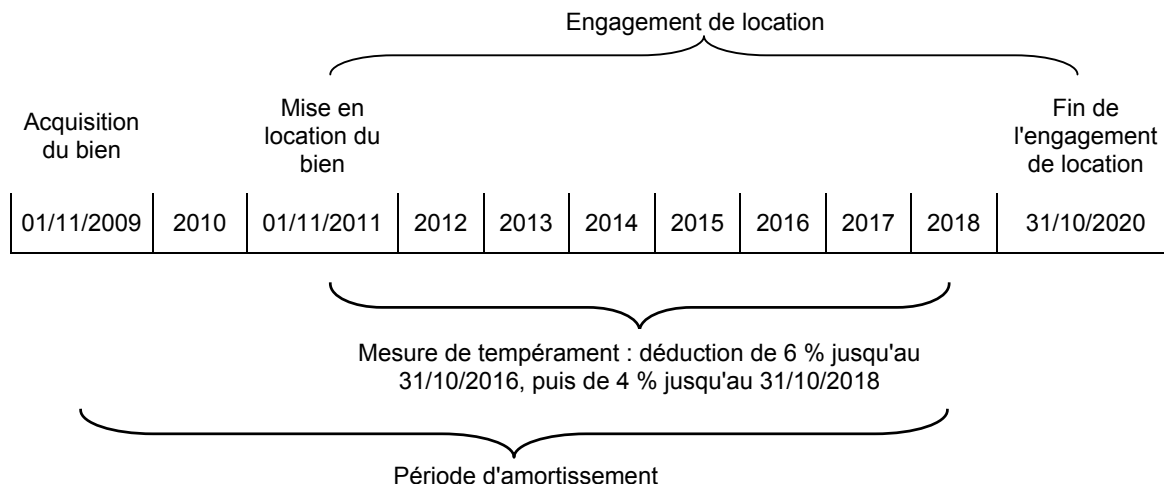 Engagement de location
Acquisition
du bien
Mise en
location du
bien
Fin de
l'engagement
de location
01/11/2009 2010 01/11/2011 2012 2013 2014 2015 2016 2017 2018 31/10/2020
Mesure de tempérament : déduction de 6 % jusqu'au
31/10/2016, puis de 4 % jusqu'au 31/10/2018
Période d'amortissement